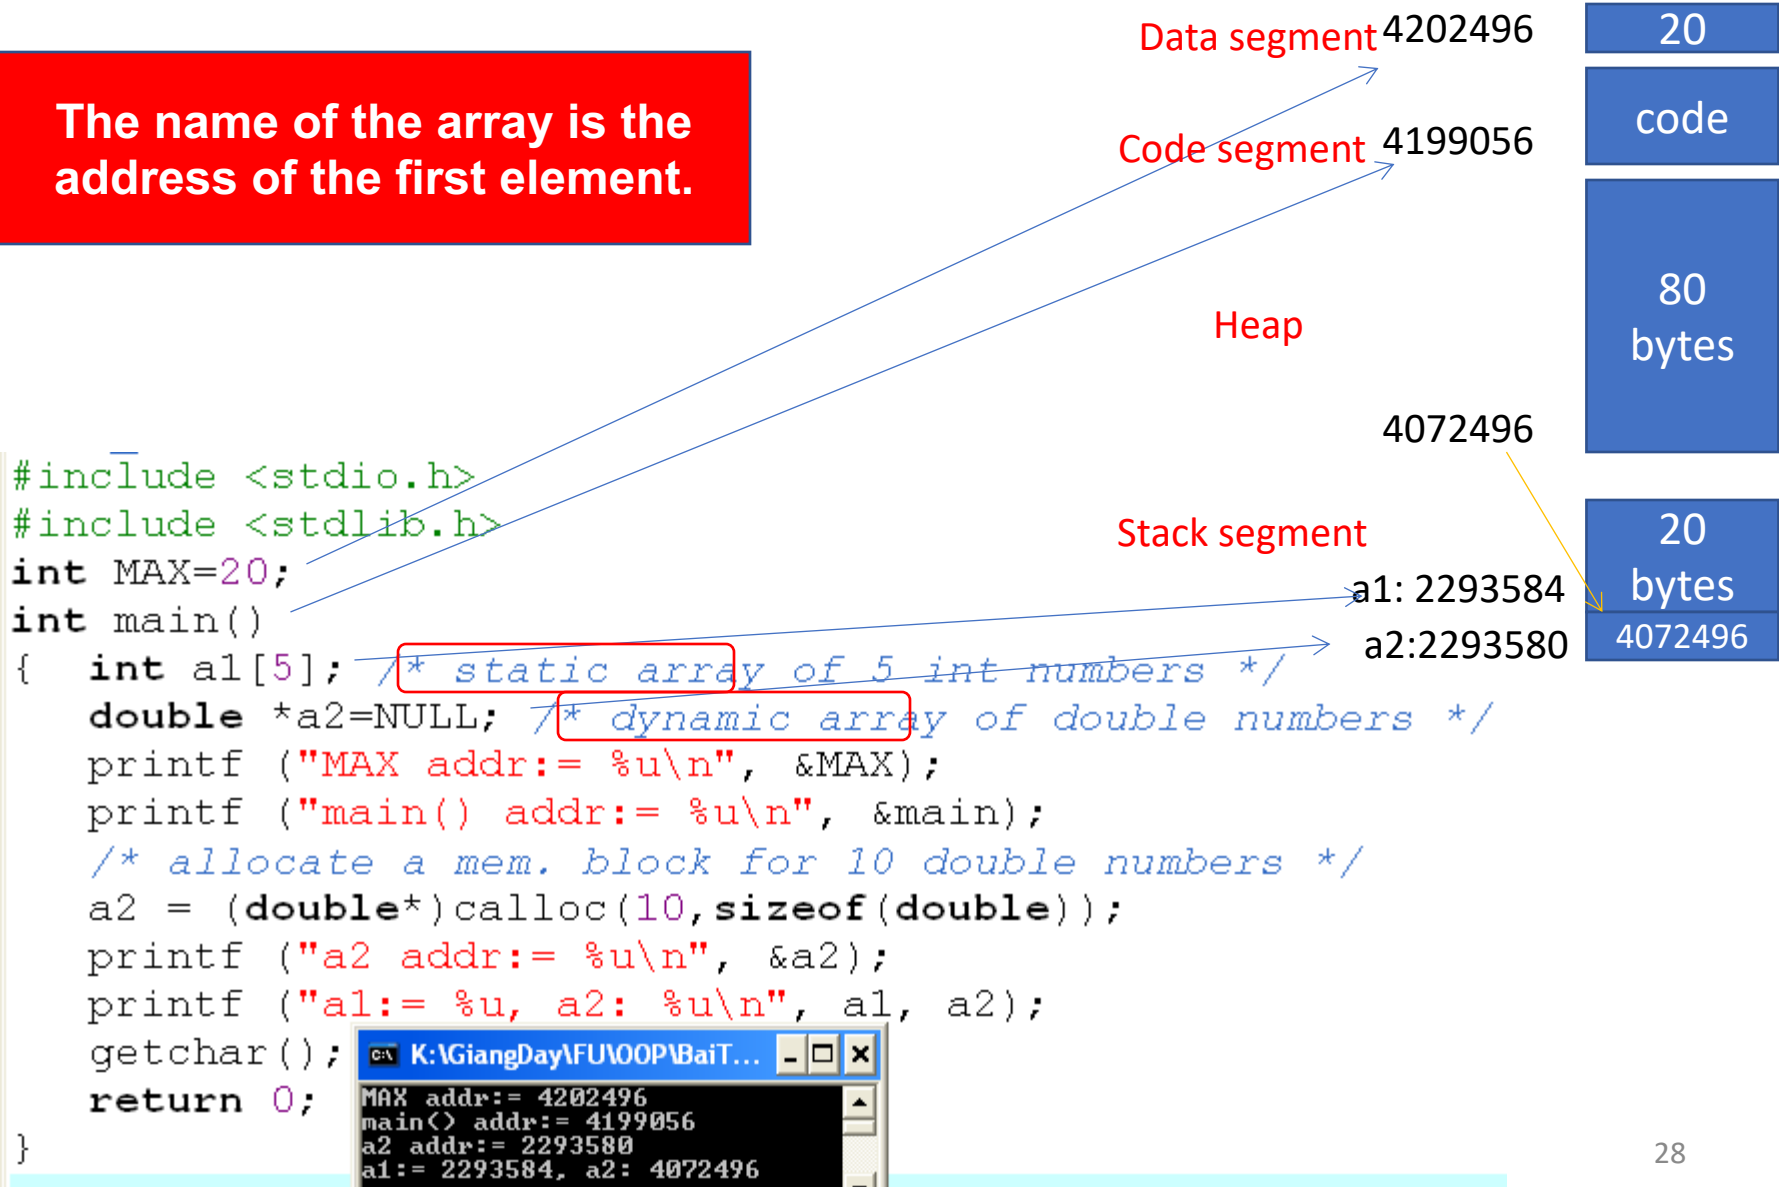 Data segment 4202496
20
The name of the array is the
address of the first element.
Code segment 4199056
code
80
bytes
Heap
4072496
#include <stdio.h>
#include <stdlib.h>
int MAX=20;
int main()
{ int a1[5]; /* static array of 5 int numbers */
double *a2=NULL; /* dynamic array of double numbers */
printf ("MAX addr:= %u\n", &MAX);
printf ("main() addr:= %u\n", &main);
/* allocate a mem. block for 10 double numbers */
a2 = (double*)calloc(10,sizeof(double));
printf ("a2 addr:= %u\n", &a2);
printf ("a1:= %u, a2: %u\n", a1, a2);
getchar();
return 0;
}
Stack segment
20
bytes
a1: 2293584
a2:2293580
4072496
K:\GiangDay\FU\OOP\BaiT...
MAX addr:= 4202496
main() addr:= 4199056
a2 addr:= 2293580
a1:= 2293584, a2: 4072496
28